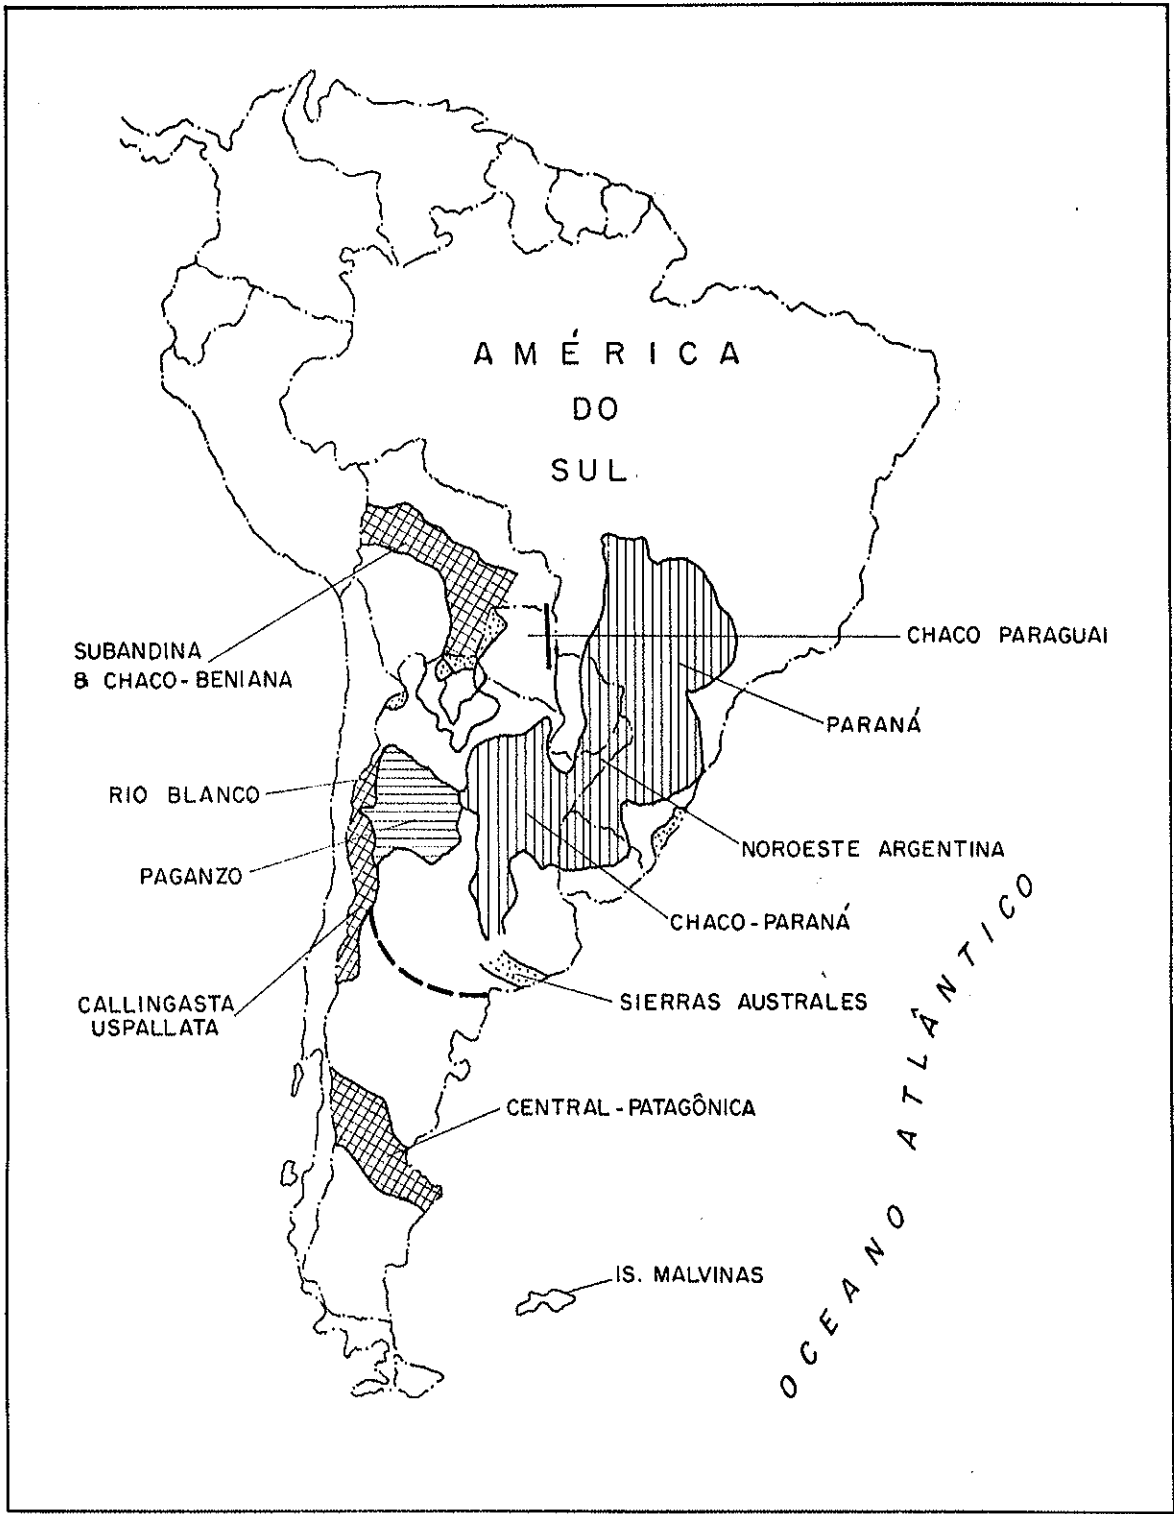 AMÉRICA
DO
SUL
SUBANDINA
& CHACO-BENIANA
CHACO PARAGUAI
PARANÁ
RIO BLANCO
NOROESTE ARGENTINA
PAGANZO
CHACO-PARANÁ
CALLINGASTA
USPALLATA
SIERRAS AUSTRALES
CENTRAL-PATAGÔNICA
IS. MALVINAS
OCEANO ATLÂNTICO